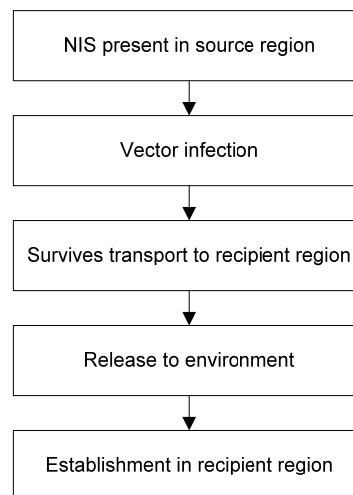 NIS present in source region
Vector infection
Survives transport to recipient region
Release to environment
Establishment in recipient region